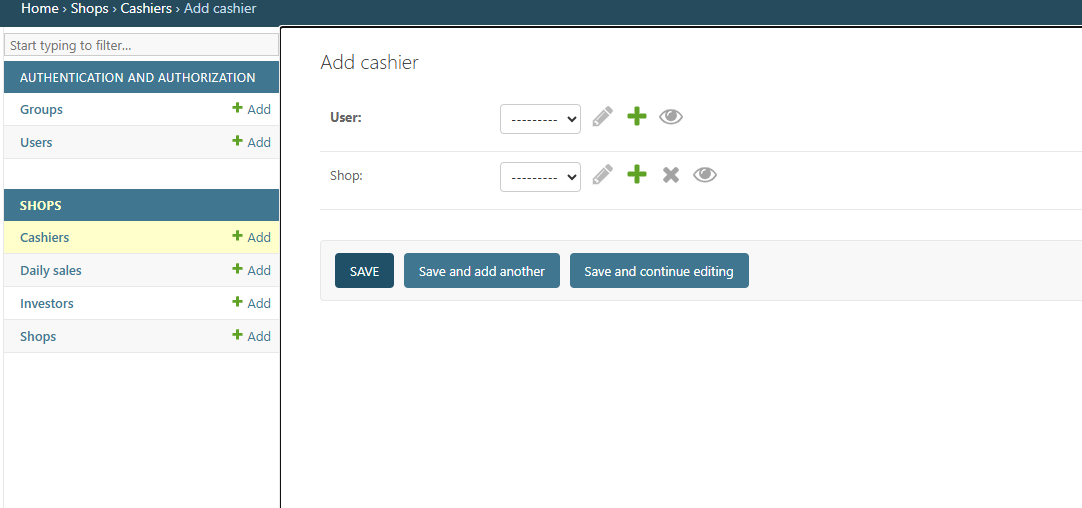 Home › Shops › Cashiers › Add cashier
Start typing to filter...
AUTHENTICATION AND AUTHORIZATION
Groups + Add
Users + Add
SHOPS
Cashiers + Add
Daily sales + Add
Investors + Add
Shops + Add
Add cashier
User: ---------
Shop: ---------
SAVE Save and add another Save and continue editing